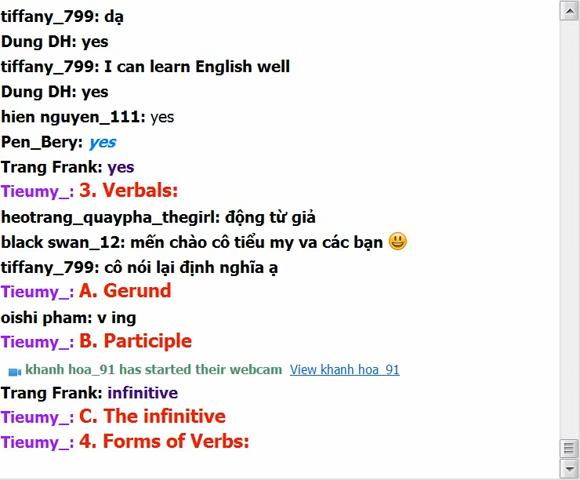 tiffany_799: dạ
Dung DH: yes
tiffany_799: I can learn English well
Dung DH: yes
hien nguyen_111: yes
Pen_Bery: yes
Trang Frank: yes
Tieumy_: 3. Verbals:
heotrang_quaypha_thegirl: động từ giả
black swan_12: mến chào cô tiểu my va các bạn 😃
tiffany_799: cô nói lại định nghĩa ạ
Tieumy_: A. Gerund
oishi pham: v ing
Tieumy_: B. Participle
khanh hoa_91 has started their webcam View khanh hoa_91
Trang Frank: infinitive
Tieumy_: C. The infinitive
Tieumy_: 4. Forms of Verbs: